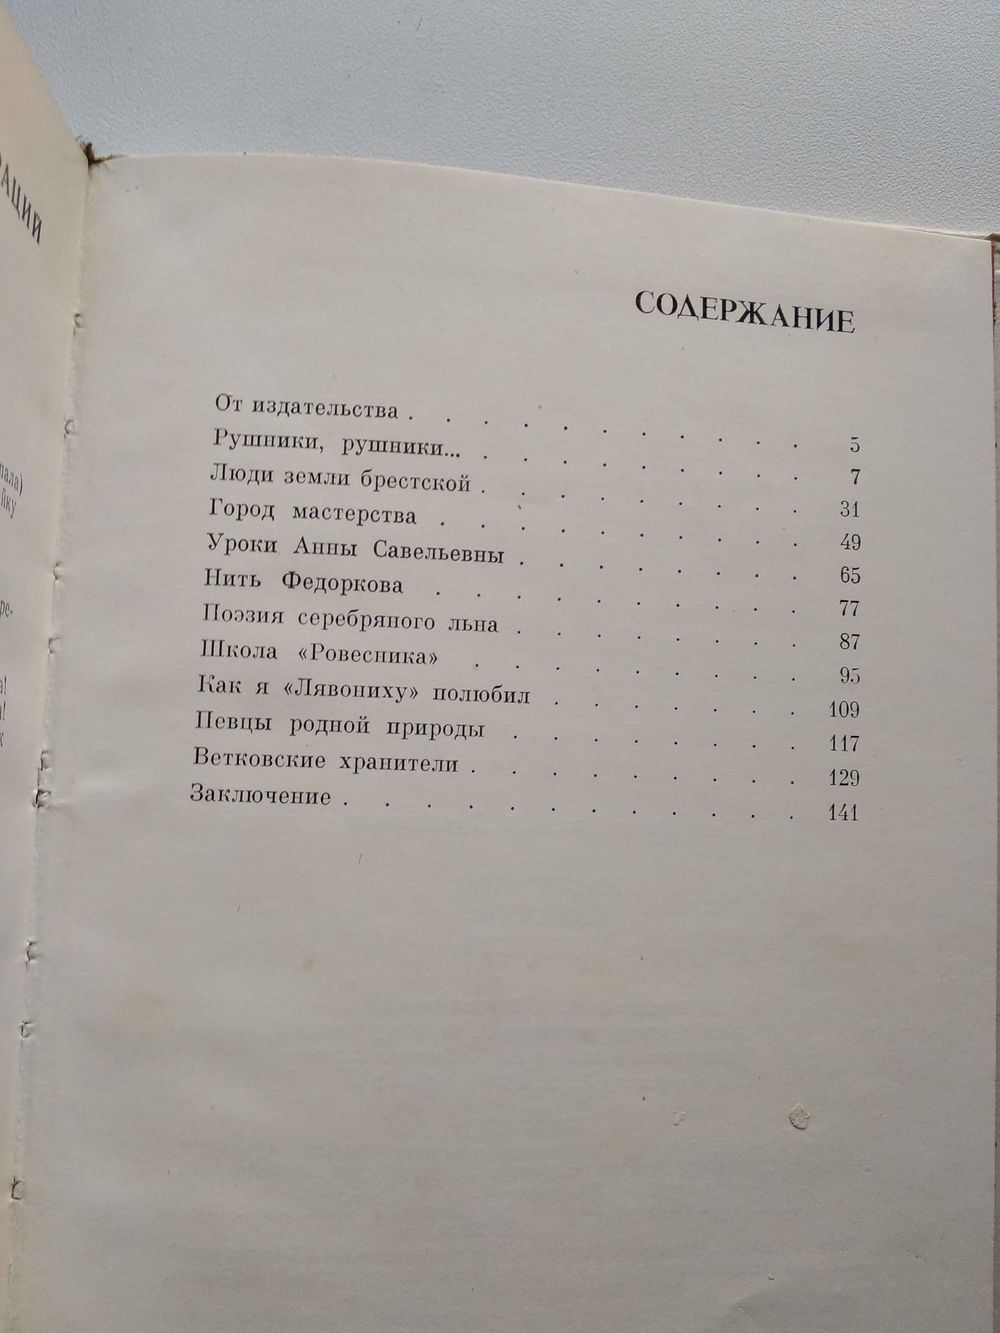 СОДЕРЖАНИЕ
От издательства . . . . . . . . . . . 5
Рушники, рушники... . . . . . . . . . 7
Люди земли брестской . . . . . . . . . 31
Город мастерства . . . . . . . . . . 49
Уроки Анны Савельевны . . . . . . . . 65
Нить Федоркова . . . . . . . . . . 77
Поэзия серебряного льна . . . . . . . . 87
Школа «Ровесника» . . . . . . . . . 95
Как я «Лявониху» полюбил . . . . . . . 109
Певцы родной природы . . . . . . . . 117
Ветковские хранители . . . . . . . . . 129
Заключение . . . . . . . . . . . . 141